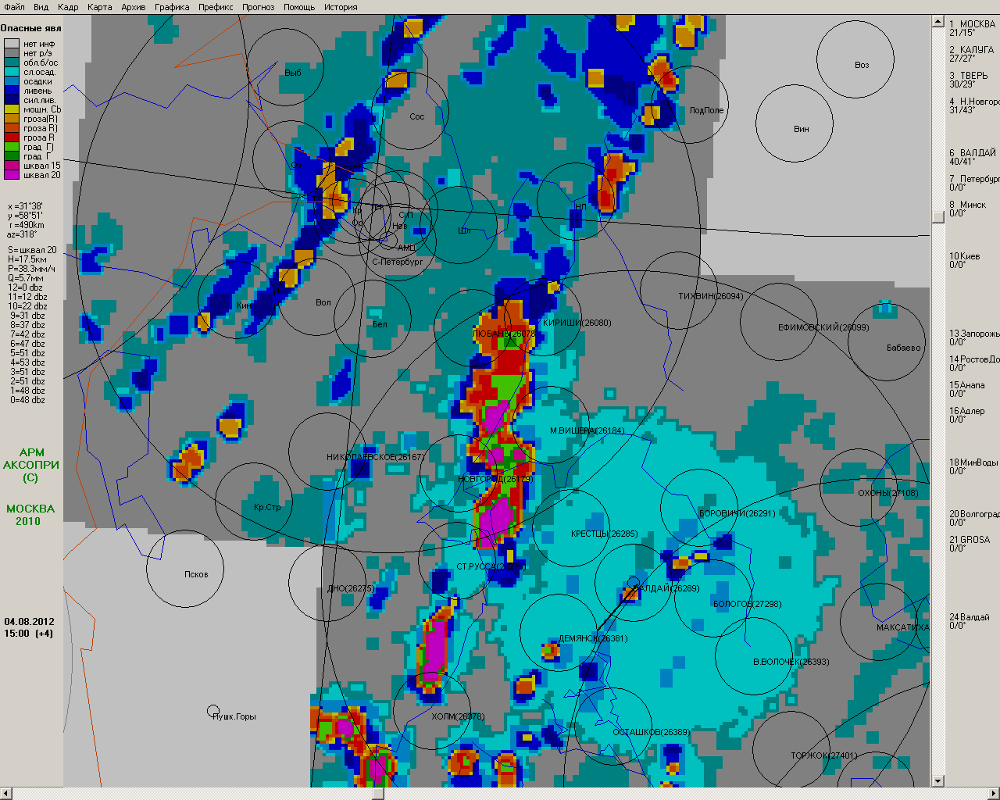 Файл Вид Кадр Карта Архив Графика Префикс Прогноз Помощь История
Опасные явл
нет инф
нет р/э
обл.б/ос
сл.осад.
осадки
ливень
сил.лив.
мощн. Cb
гроза(R)
гроза R)
гроза R
град Г)
град Г
шквал 15
шквал 20
x =31°38'
y =58°51'
r =490km
az=318°
S=шквал 20
H=17.5км
P=38.3мм/ч
Q=5.7мм
12=0 dbz
11=12 dbz
10=22 dbz
9=31 dbz
8=37 dbz
7=42 dbz
6=47 dbz
5=51 dbz
4=53 dbz
3=51 dbz
2=51 dbz
1=48 dbz
0=48 dbz
АРМ
АКСОПРИ
(С)
МОСКВА
2010
04.08.2012
15:00 (+4)
Выб
Сос
ЛодПоле
Воз
Вин
Кр
С-П
Ор
Нев
АМЦ
С-Петербург
Шл
НЛ
Кин
Вол
Бел
ТИХВИН(26094)
КИРИШИ(26080)
ЛЮБАНЬ(26078)
ЕФИМОВСКИЙ(26099)
Бабаево
М.ВИШЕРА(26184)
НИКОЛАЕВСКОЕ(26167)
НОВГОРОД(26179)
ОХОНЫ(27108)
Кр.Стр
БОРОВИЧИ(26291)
КРЕСТЦЫ(26285)
Псков
СТ.РУССА(26276)
ДНО(26275)
ВАЛДАЙ(26289)
БОЛОГОЕ(27298)
МАКСАТИХА
ДЕМЯНСК(26381)
В.ВОЛОЧЕК(26393)
Пушк.Горы
ХОЛМ(26378)
ОСТАШКОВ(26389)
ТОРЖОК(27401)
1 МОСКВА
21/15°
2 КАЛУГА
27/27°
3 ТВЕРЬ
30/29°
4 Н.Новгоро
31/43°
6 ВАЛДАЙ
40/41°
7 Петербург
0/0°
8 Минск
0/0°
10 Киев
0/0°
13 Запорожь
0/0°
14 РостовДо
0/0°
15 Анапа
0/0°
16 Адлер
0/0°
18 МинВоды
0/0°
20 Волгоград
0/0°
21 GROSA
0/0°
24 Валдай
0/0°